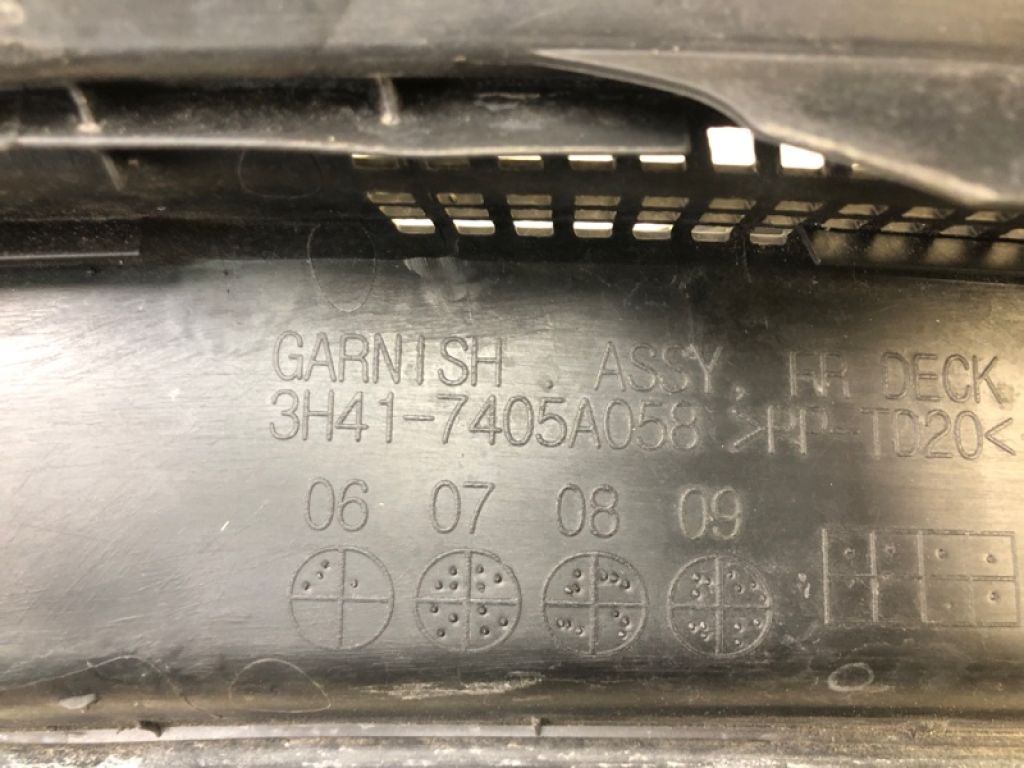 GARNISH . ASSY, FR DECK
3H41-7405A058 >PP-TD20<
06 07 08 09